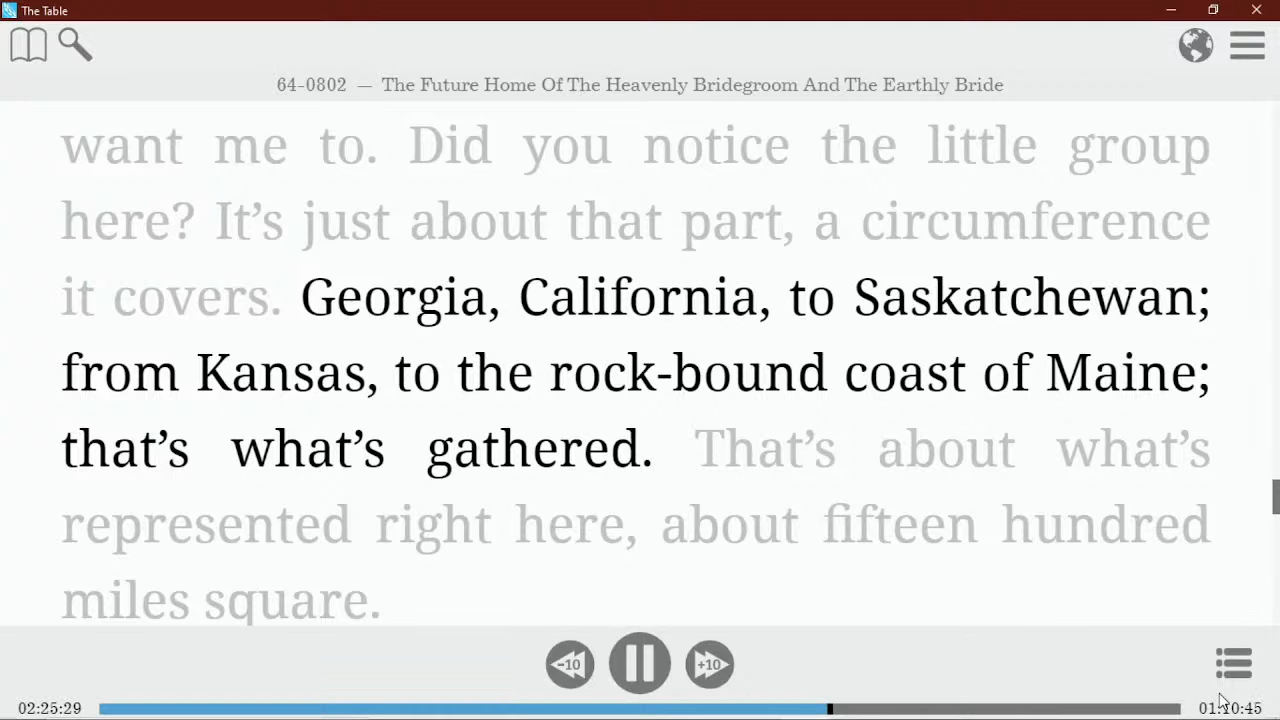 The Table
64-0802 — The Future Home Of The Heavenly Bridegroom And The Earthly Bride
want me to. Did you notice the little group
here? It’s just about that part, a circumference
it covers. Georgia, California, to Saskatchewan;
from Kansas, to the rock-bound coast of Maine;
that’s what’s gathered. That’s about what’s
represented right here, about fifteen hundred
miles square.
-10 +10
02:25:29 01:10:45